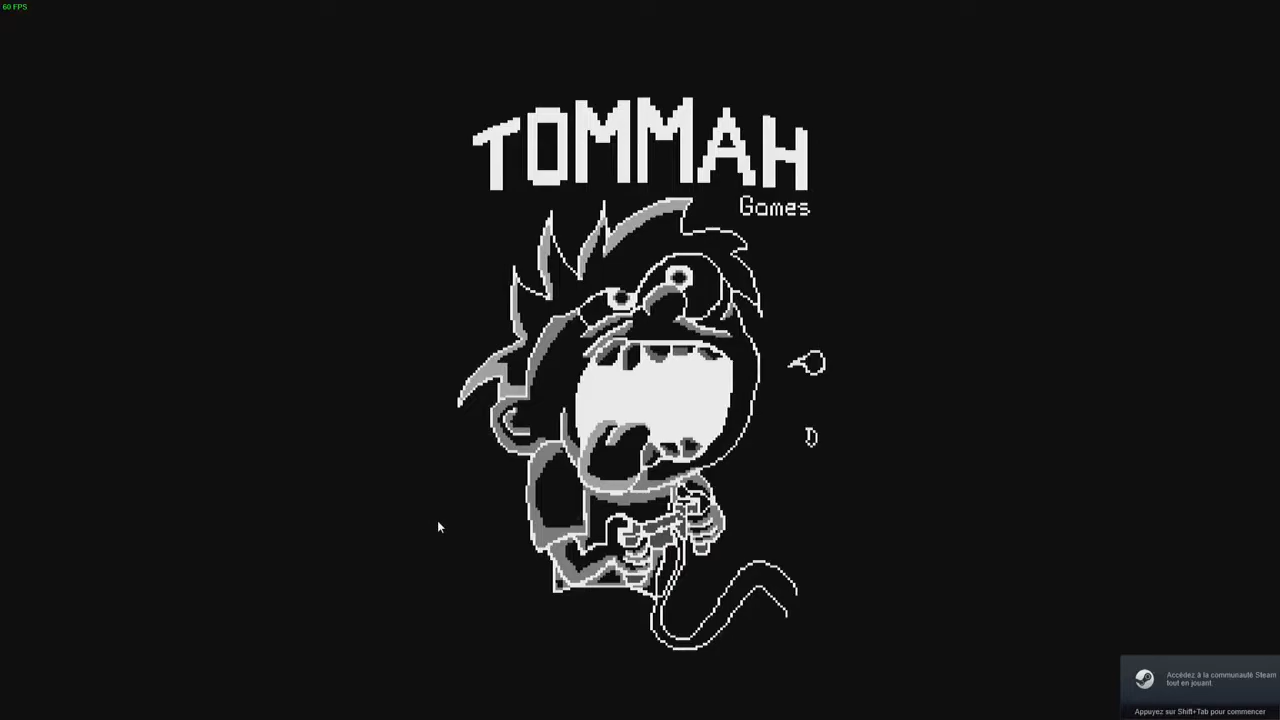 60 FPS
TOMMAH
Games
Accédez à la communauté Steam
tout en jouant
Appuyez sur Shift+Tab pour commencer